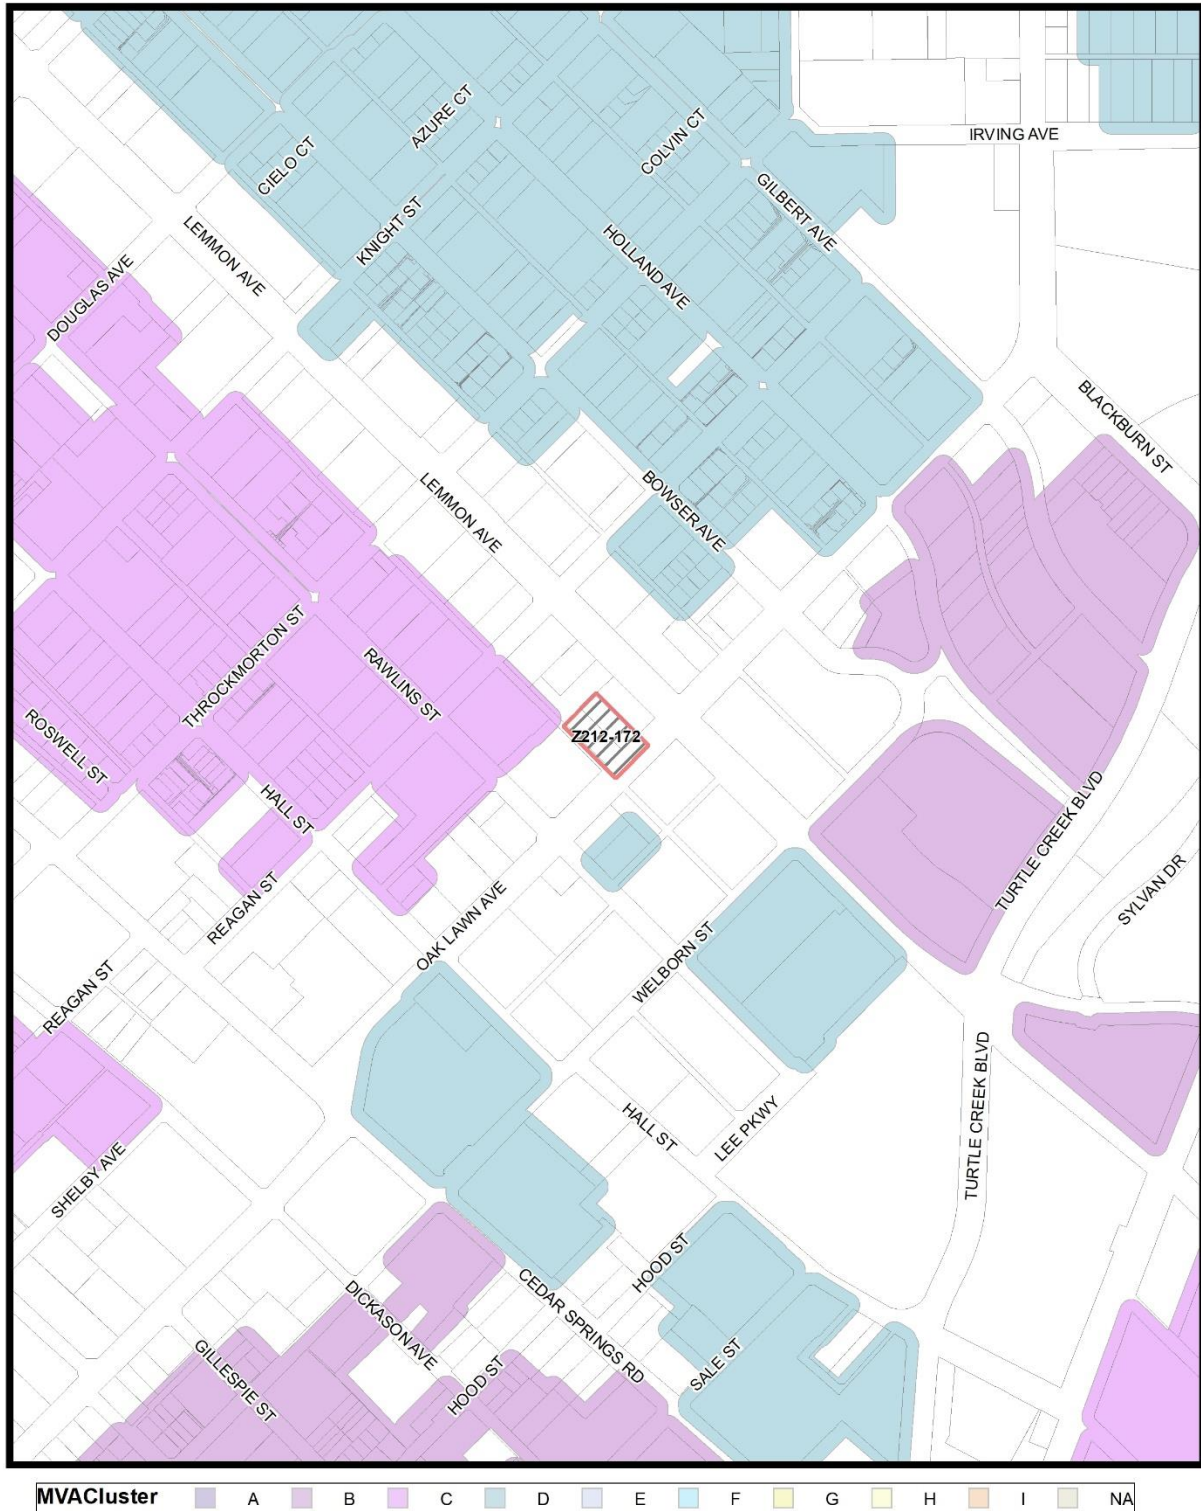 IRVING AVE
COLVIN CT
AZURE CT
CIELO CT
GILBERT AVE
KNIGHT ST
HOLLAND AVE
LEMMON AVE
DOUGLAS AVE
BLACKBURN ST
LEMMON AVE
BOWSER AVE
THROCKMORTON ST
RAWLINS ST
ROSWELL ST
Z212-172
HALL ST
TURTLE CREEK BLVD
SYLVAN DR
REAGAN ST
OAK LAWN AVE
WELBORN ST
REAGAN ST
TURTLE CREEK BLVD
HALL ST
LEE PKWY
SHELBY AVE
HOOD ST
CEDAR SPRINGS RD
DICKASON AVE
SALE ST
GILLESPIE ST
HOOD ST
MVACluster A B C D E F G H I NA